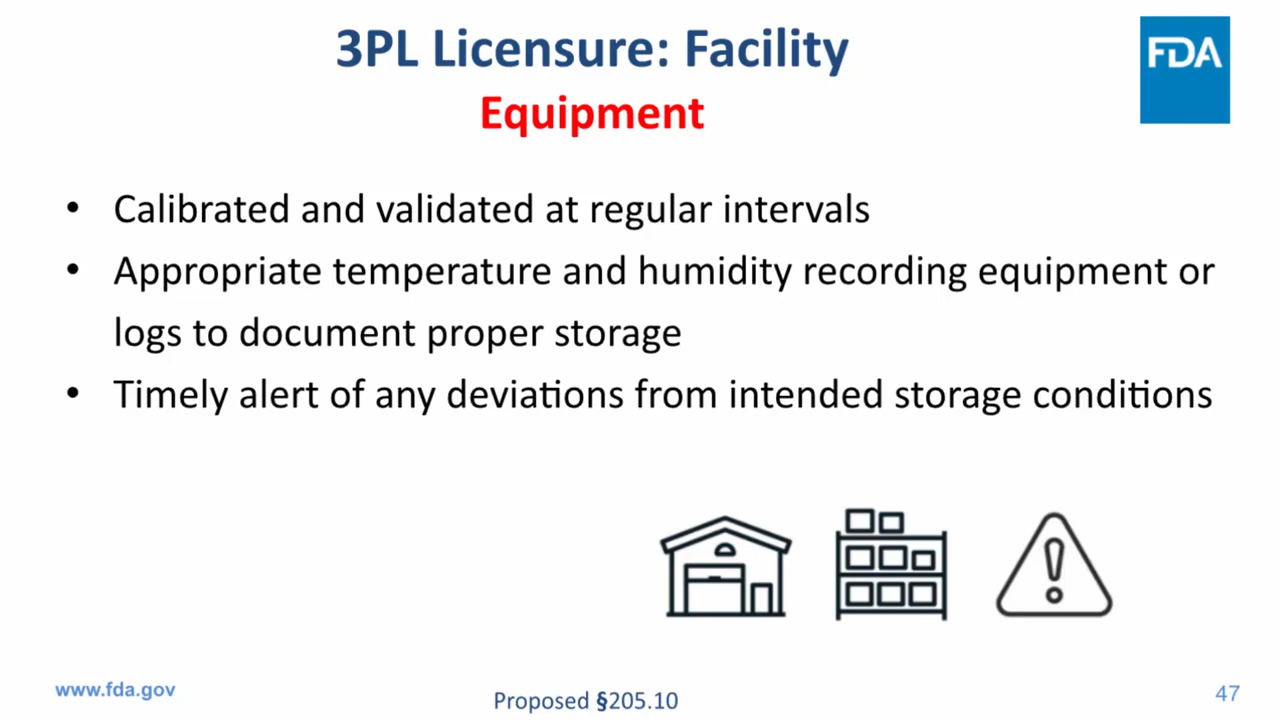 3PL Licensure: Facility
FDA
Equipment
• Calibrated and validated at regular intervals
• Appropriate temperature and humidity recording equipment or
logs to document proper storage
• Timely alert of any deviations from intended storage conditions
www.fda.gov
Proposed §205.10
47